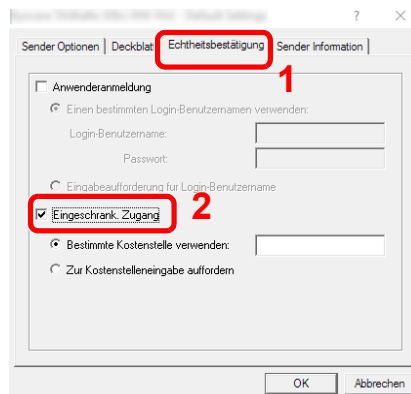 ? ×
Sender Optionen Deckblat Echtheitsbestätigung Sender Information
1
Anwenderanmeldung
Einen bestimmten Login-Benutzernamen verwenden:
Login-Benutzername:
Passwort:
Eingabeaufforderung für Login-Benutzername
Eingeschränk. Zugang 2
Bestimmte Kostenstelle verwenden:
Zur Kostenstelleneingabe auffordern
OK Abbrechen